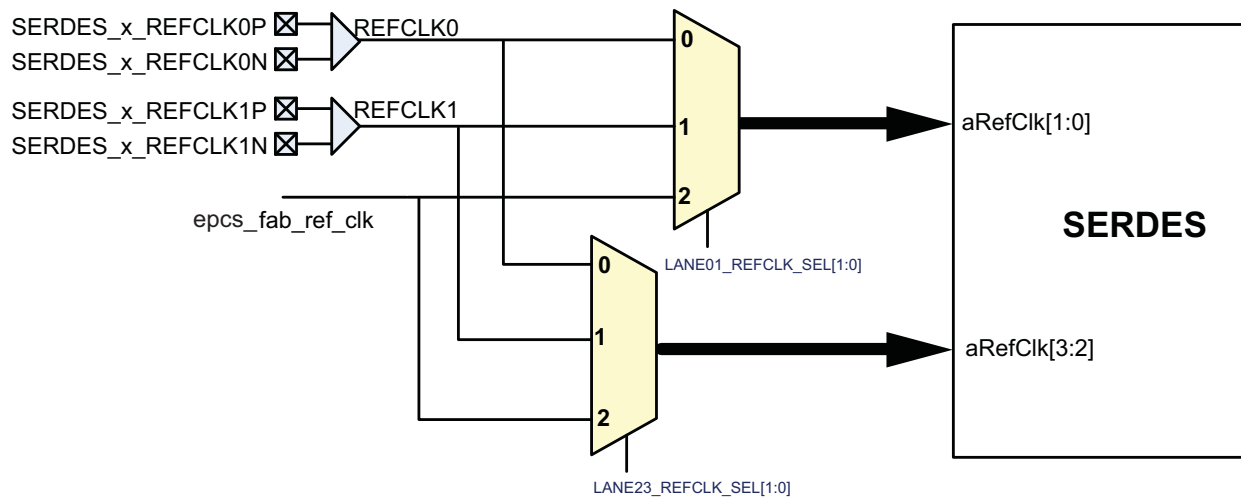 SERDES_x_REFCLK0P
SERDES_x_REFCLK0N
REFCLK0
SERDES_x_REFCLK1P
SERDES_x_REFCLK1N
REFCLK1
epcs_fab_ref_clk
0
1
2
LANE01_REFCLK_SEL[1:0]
0
1
2
LANE23_REFCLK_SEL[1:0]
aRefClk[1:0]
SERDES
aRefClk[3:2]